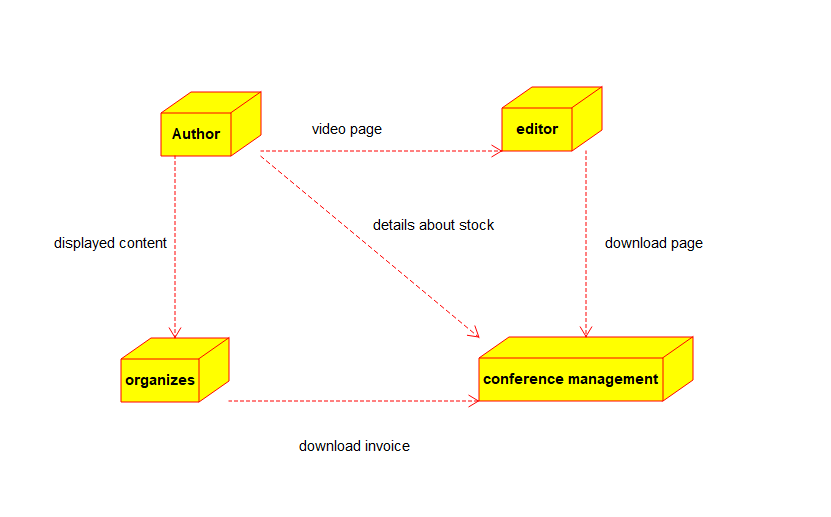 Author
video page
editor
details about stock
displayed content
download page
organizes
conference management
download invoice